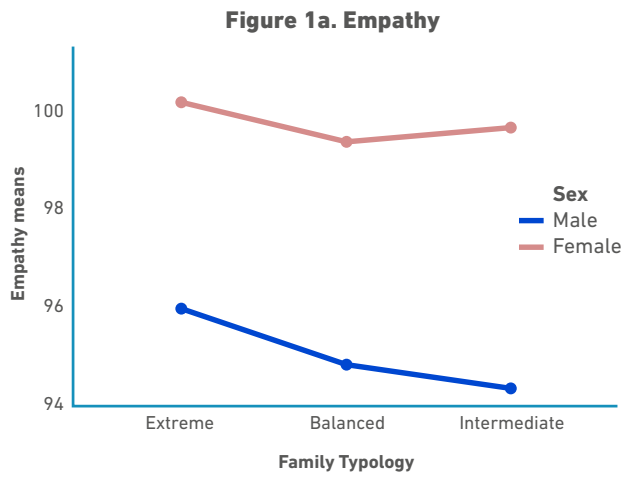 Figure 1a. Empathy
Empathy means
100
98
96
94
Extreme
Balanced
Intermediate
Family Typology
Sex
Male
Female